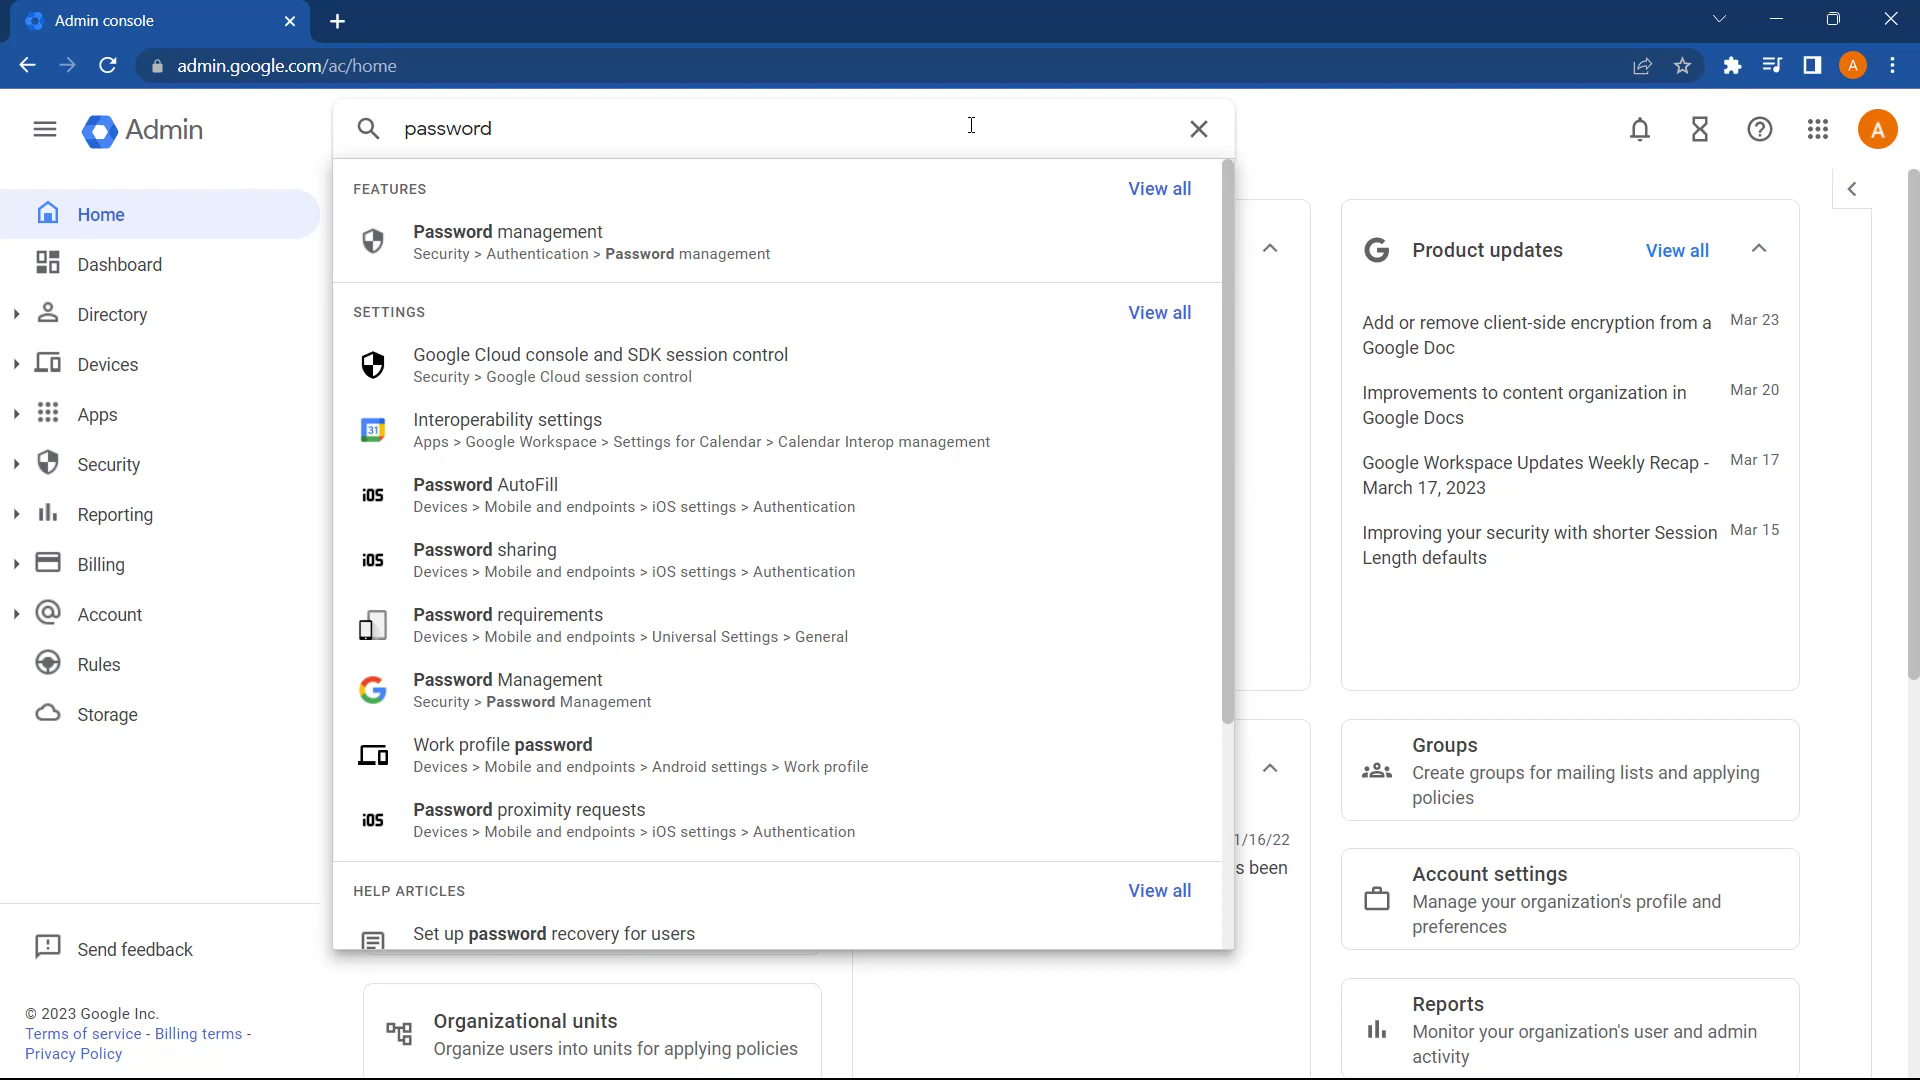 Admin console
admin.google.com/ac/home
A
Admin
password
A
Home
Dashboard
Directory
Devices
Apps
Security
Reporting
Billing
Account
Rules
Storage
Send feedback
© 2023 Google Inc.
Terms of service - Billing terms -
Privacy Policy
FEATURES
View all
Password management
Security > Authentication > Password management
SETTINGS
View all
Google Cloud console and SDK session control
Security > Google Cloud session control
31
Interoperability settings
Apps > Google Workspace > Settings for Calendar > Calendar Interop management
iOS
Password AutoFill
Devices > Mobile and endpoints > iOS settings > Authentication
iOS
Password sharing
Devices > Mobile and endpoints > iOS settings > Authentication
Password requirements
Devices > Mobile and endpoints > Universal Settings > General
Password Management
Security > Password Management
Work profile password
Devices > Mobile and endpoints > Android settings > Work profile
iOS
Password proximity requests
Devices > Mobile and endpoints > iOS settings > Authentication
HELP ARTICLES
View all
Set up password recovery for users
Organizational units
Organize users into units for applying policies
1/16/22
s been
Product updates
View all
Add or remove client-side encryption from a
Google Doc
Mar 23
Improvements to content organization in
Google Docs
Mar 20
Google Workspace Updates Weekly Recap -
March 17, 2023
Mar 17
Improving your security with shorter Session
Length defaults
Mar 15
Groups
Create groups for mailing lists and applying
policies
Account settings
Manage your organization's profile and
preferences
Reports
Monitor your organization's user and admin
activity